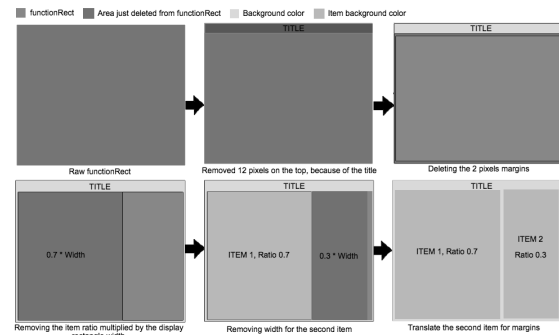 functionRect Area just deleted from functionRect Background color Item background color
TITLE TITLE
Raw functionRect Removed 12 pixels on the top, because of the title Deleting the 2 pixels margins
TITLE TITLE TITLE
0.7 * Width ITEM 1, Ratio 0.7 0.3 * Width ITEM 1, Ratio 0.7 ITEM 2
Ratio 0.3
Removing the item ratio multiplied by the display Removing width for the second item Translate the second item for margins
rectangle width